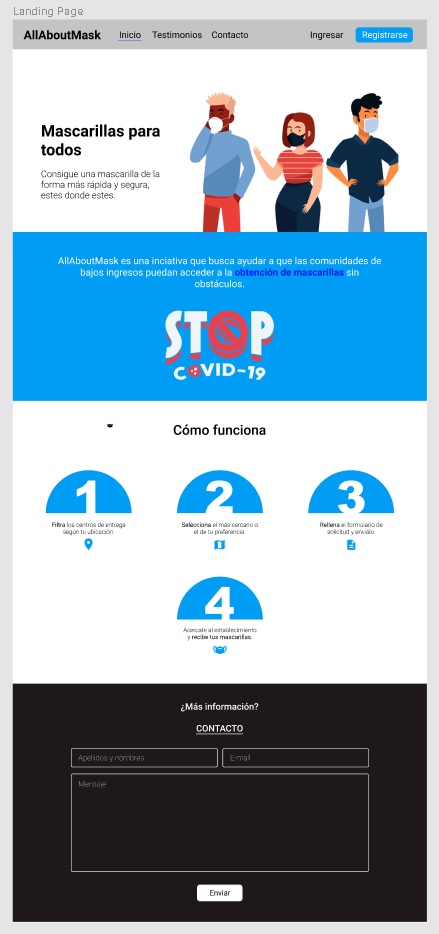 Landing Page
AllAboutMask Inicio Testimonios Contacto Ingresar Registrarse
Mascarillas para
todos
Consigue una mascarilla de la
forma más rápida y segura,
estes donde estes.
AllAboutMask es una inciativa que busca ayudar a que las comunidades de
bajos ingresos puedan acceder a la obtención de mascarillas sin
obstáculos.
STOP
COVID-19
Cómo funciona
1
Filtra los centros de entrega
según tu ubicación
2
Selecciona el más cercano o
el de tu preferencia.
3
Rellena el formulario de
solicitud y envíalo.
4
Acercate al establecimiento
y recibe tus mascarillas.
¿Más información?
CONTACTO
Apellidos y nombres
E-mail
Mensaje
Enviar